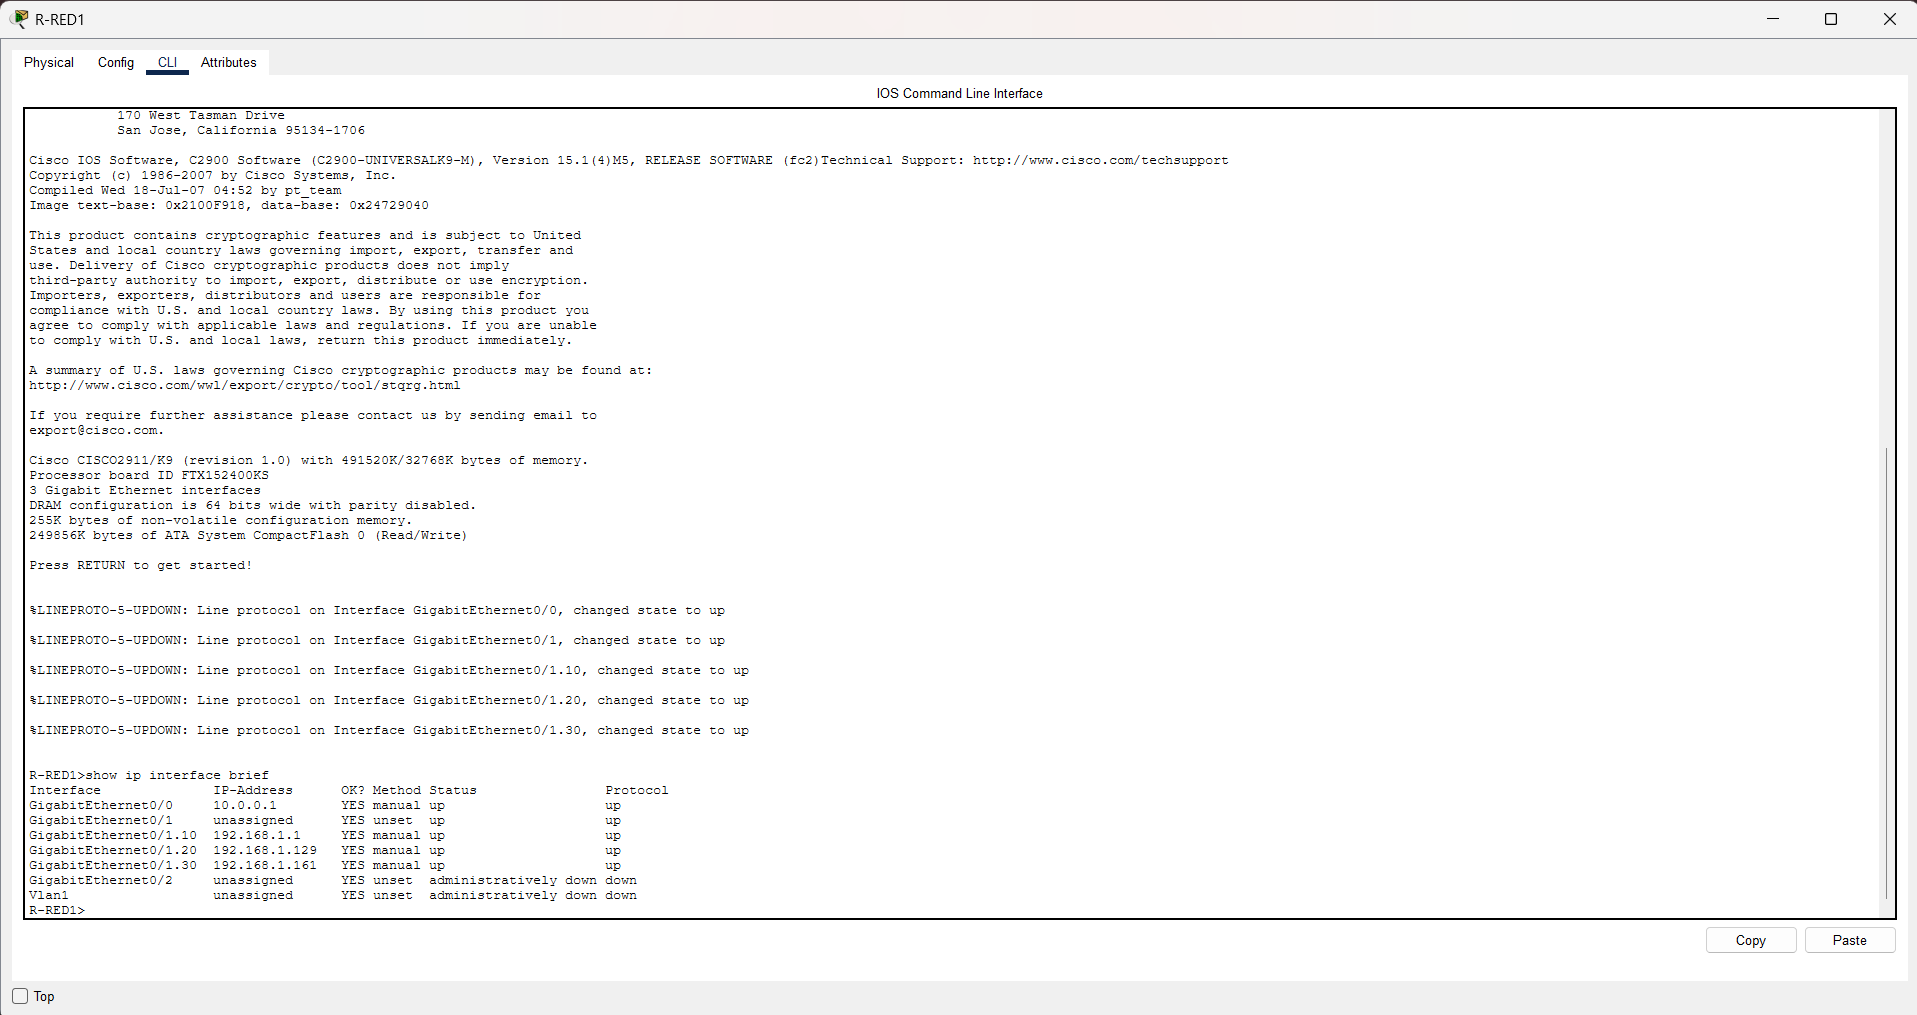 R-RED1
Physical Config CLI Attributes
IOS Command Line Interface
170 West Tasman Drive
San Jose, California 95134-1706
Cisco IOS Software, C2900 Software (C2900-UNIVERSALK9-M), Version 15.1(4)M5, RELEASE SOFTWARE (fc2)Technical Support: http://www.cisco.com/techsupport
Copyright (c) 1986-2007 by Cisco Systems, Inc.
Compiled Wed 18-Jul-07 04:52 by pt_team
Image text-base: 0x2100F918, data-base: 0x24729040
This product contains cryptographic features and is subject to United
States and local country laws governing import, export, transfer and
use. Delivery of Cisco cryptographic products does not imply
third-party authority to import, export, distribute or use encryption.
Importers, exporters, distributors and users are responsible for
compliance with U.S. and local country laws. By using this product you
agree to comply with applicable laws and regulations. If you are unable
to comply with U.S. and local laws, return this product immediately.
A summary of U.S. laws governing Cisco cryptographic products may be found at:
http://www.cisco.com/wwl/export/crypto/tool/stqrg.html
If you require further assistance please contact us by sending email to
export@cisco.com.
Cisco CISCO2911/K9 (revision 1.0) with 491520K/32768K bytes of memory.
Processor board ID FTX152400KS
3 Gigabit Ethernet interfaces
DRAM configuration is 64 bits wide with parity disabled.
255K bytes of non-volatile configuration memory.
249856K bytes of ATA System CompactFlash 0 (Read/Write)
Press RETURN to get started!
%LINEPROTO-5-UPDOWN: Line protocol on Interface GigabitEthernet0/0, changed state to up
%LINEPROTO-5-UPDOWN: Line protocol on Interface GigabitEthernet0/1, changed state to up
%LINEPROTO-5-UPDOWN: Line protocol on Interface GigabitEthernet0/1.10, changed state to up
%LINEPROTO-5-UPDOWN: Line protocol on Interface GigabitEthernet0/1.20, changed state to up
%LINEPROTO-5-UPDOWN: Line protocol on Interface GigabitEthernet0/1.30, changed state to up
R-RED1>show ip interface brief
Interface IP-Address OK? Method Status Protocol
GigabitEthernet0/0 10.0.0.1 YES manual up up
GigabitEthernet0/1 unassigned YES unset up up
GigabitEthernet0/1.10 192.168.1.1 YES manual up up
GigabitEthernet0/1.20 192.168.1.129 YES manual up up
GigabitEthernet0/1.30 192.168.1.161 YES manual up up
GigabitEthernet0/2 unassigned YES unset administratively down down
Vlan1 unassigned YES unset administratively down down
R-RED1>
Copy Paste
Top